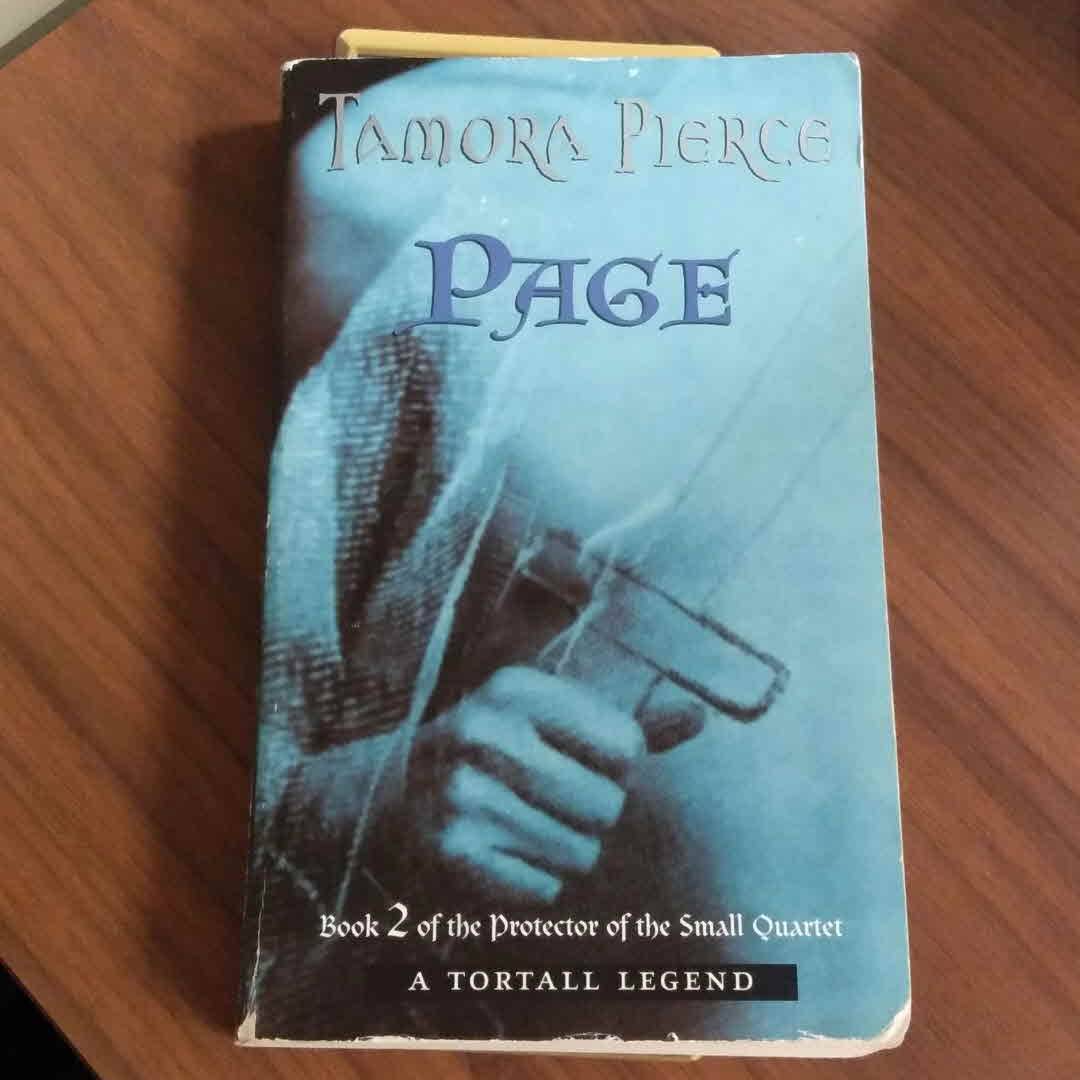 TAMORA PIERCE
PAGE
Book 2 of the Protector of the Small Quartet
A TORTALL LEGEND